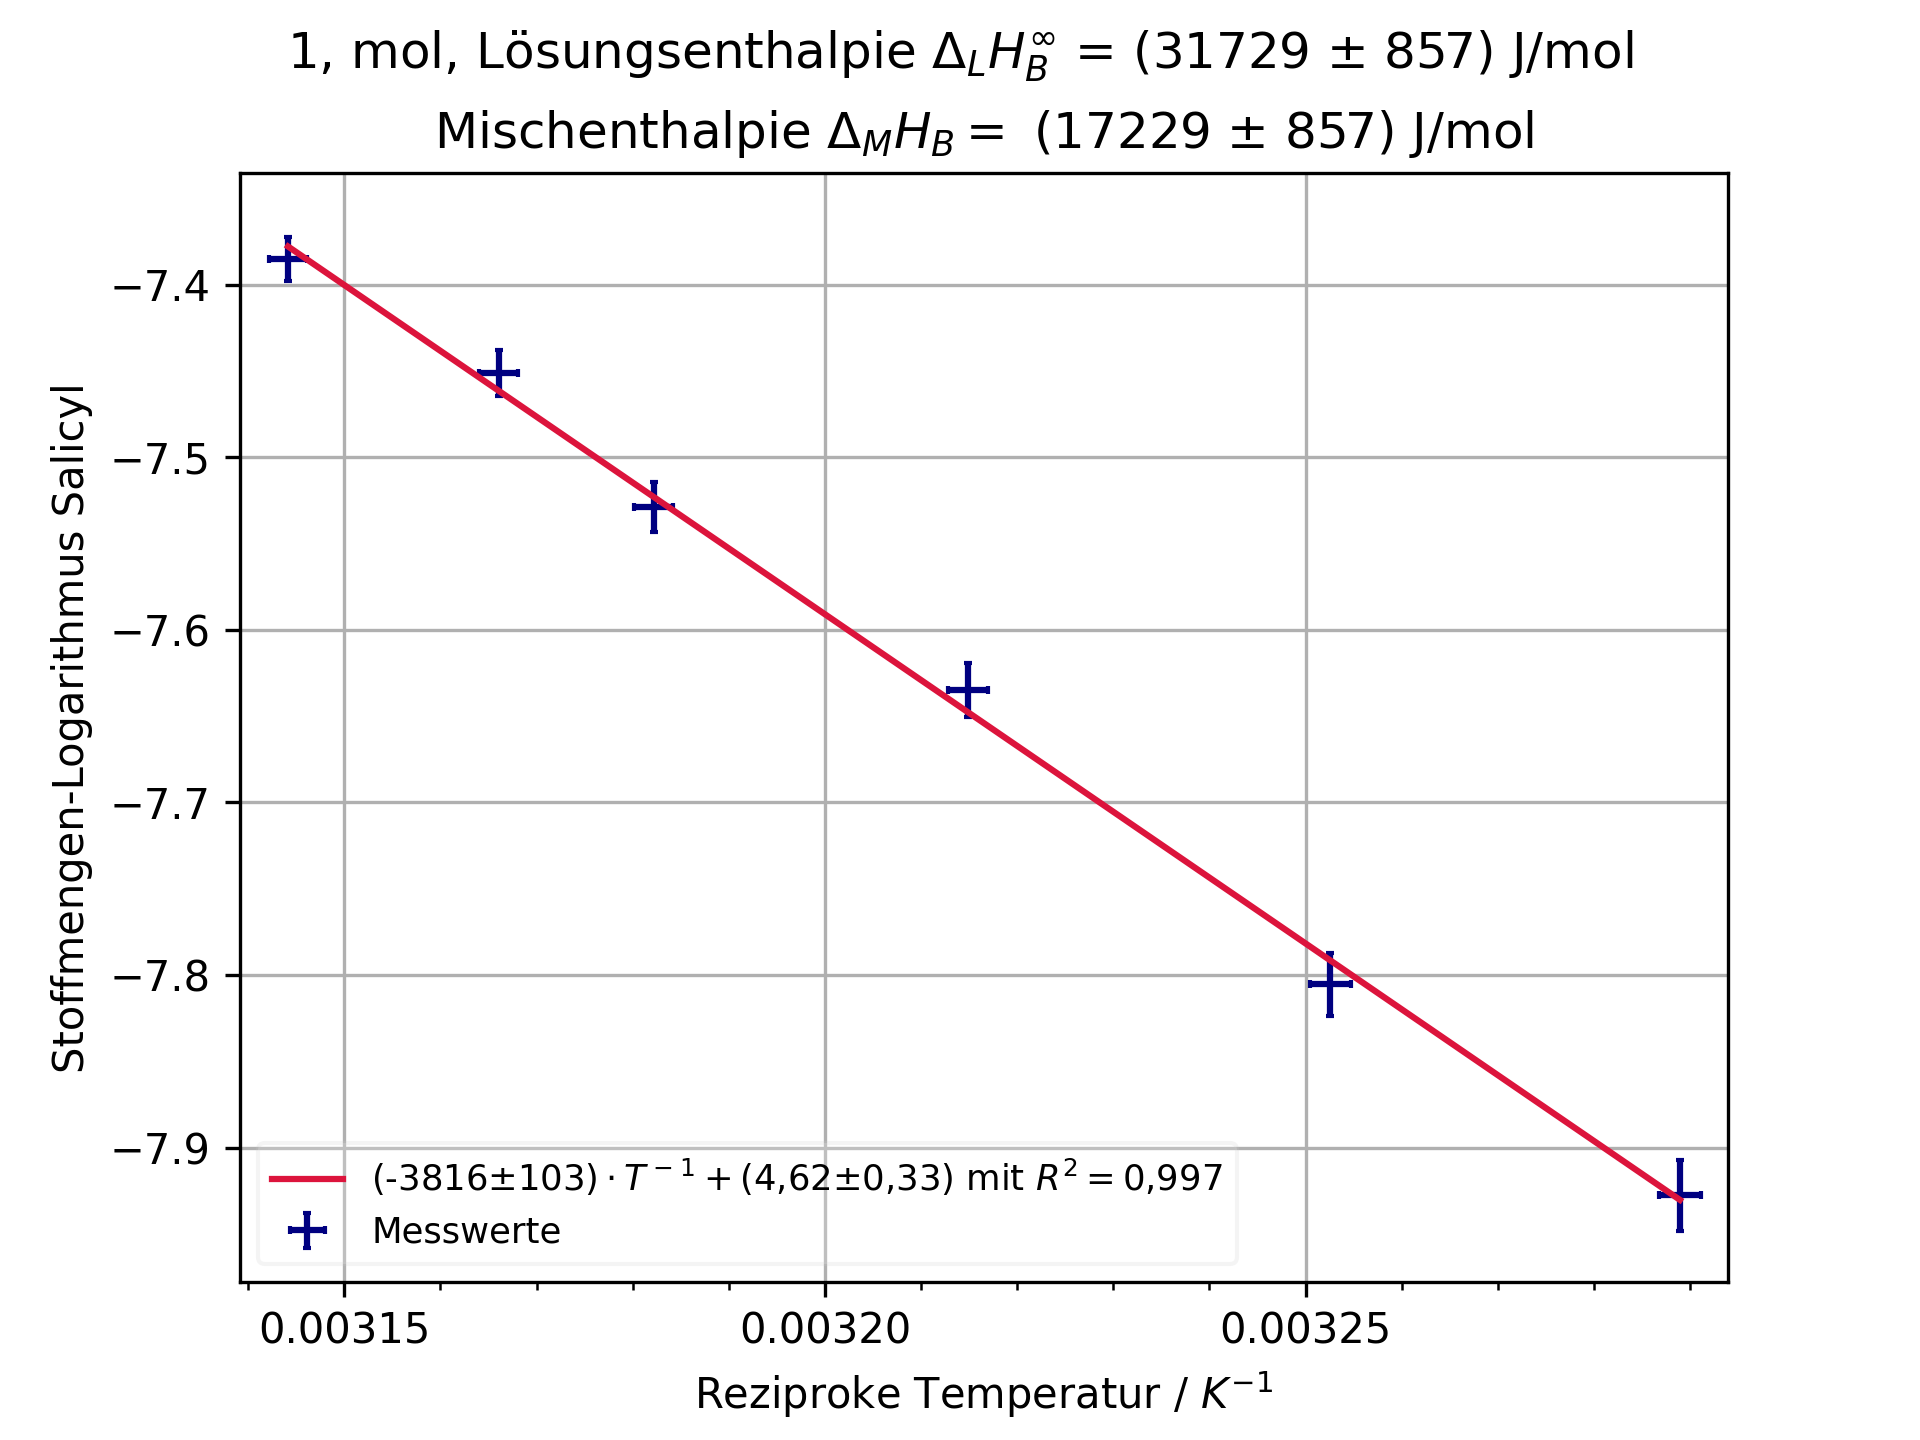 1, mol, Lösungsenthalpie Δ_L H_B^∞ = (31729 ± 857) J/mol
Mischenthalpie Δ_M H_B = (17229 ± 857) J/mol
−7.4
−7.5
−7.6
−7.7
−7.8
−7.9
Stoffmengen-Logarithmus Salicyl
(-3816±103) · T^−1 + (4,62±0,33) mit R^2 = 0,997
Messwerte
0.00315 0.00320 0.00325
Reziproke Temperatur / K^−1